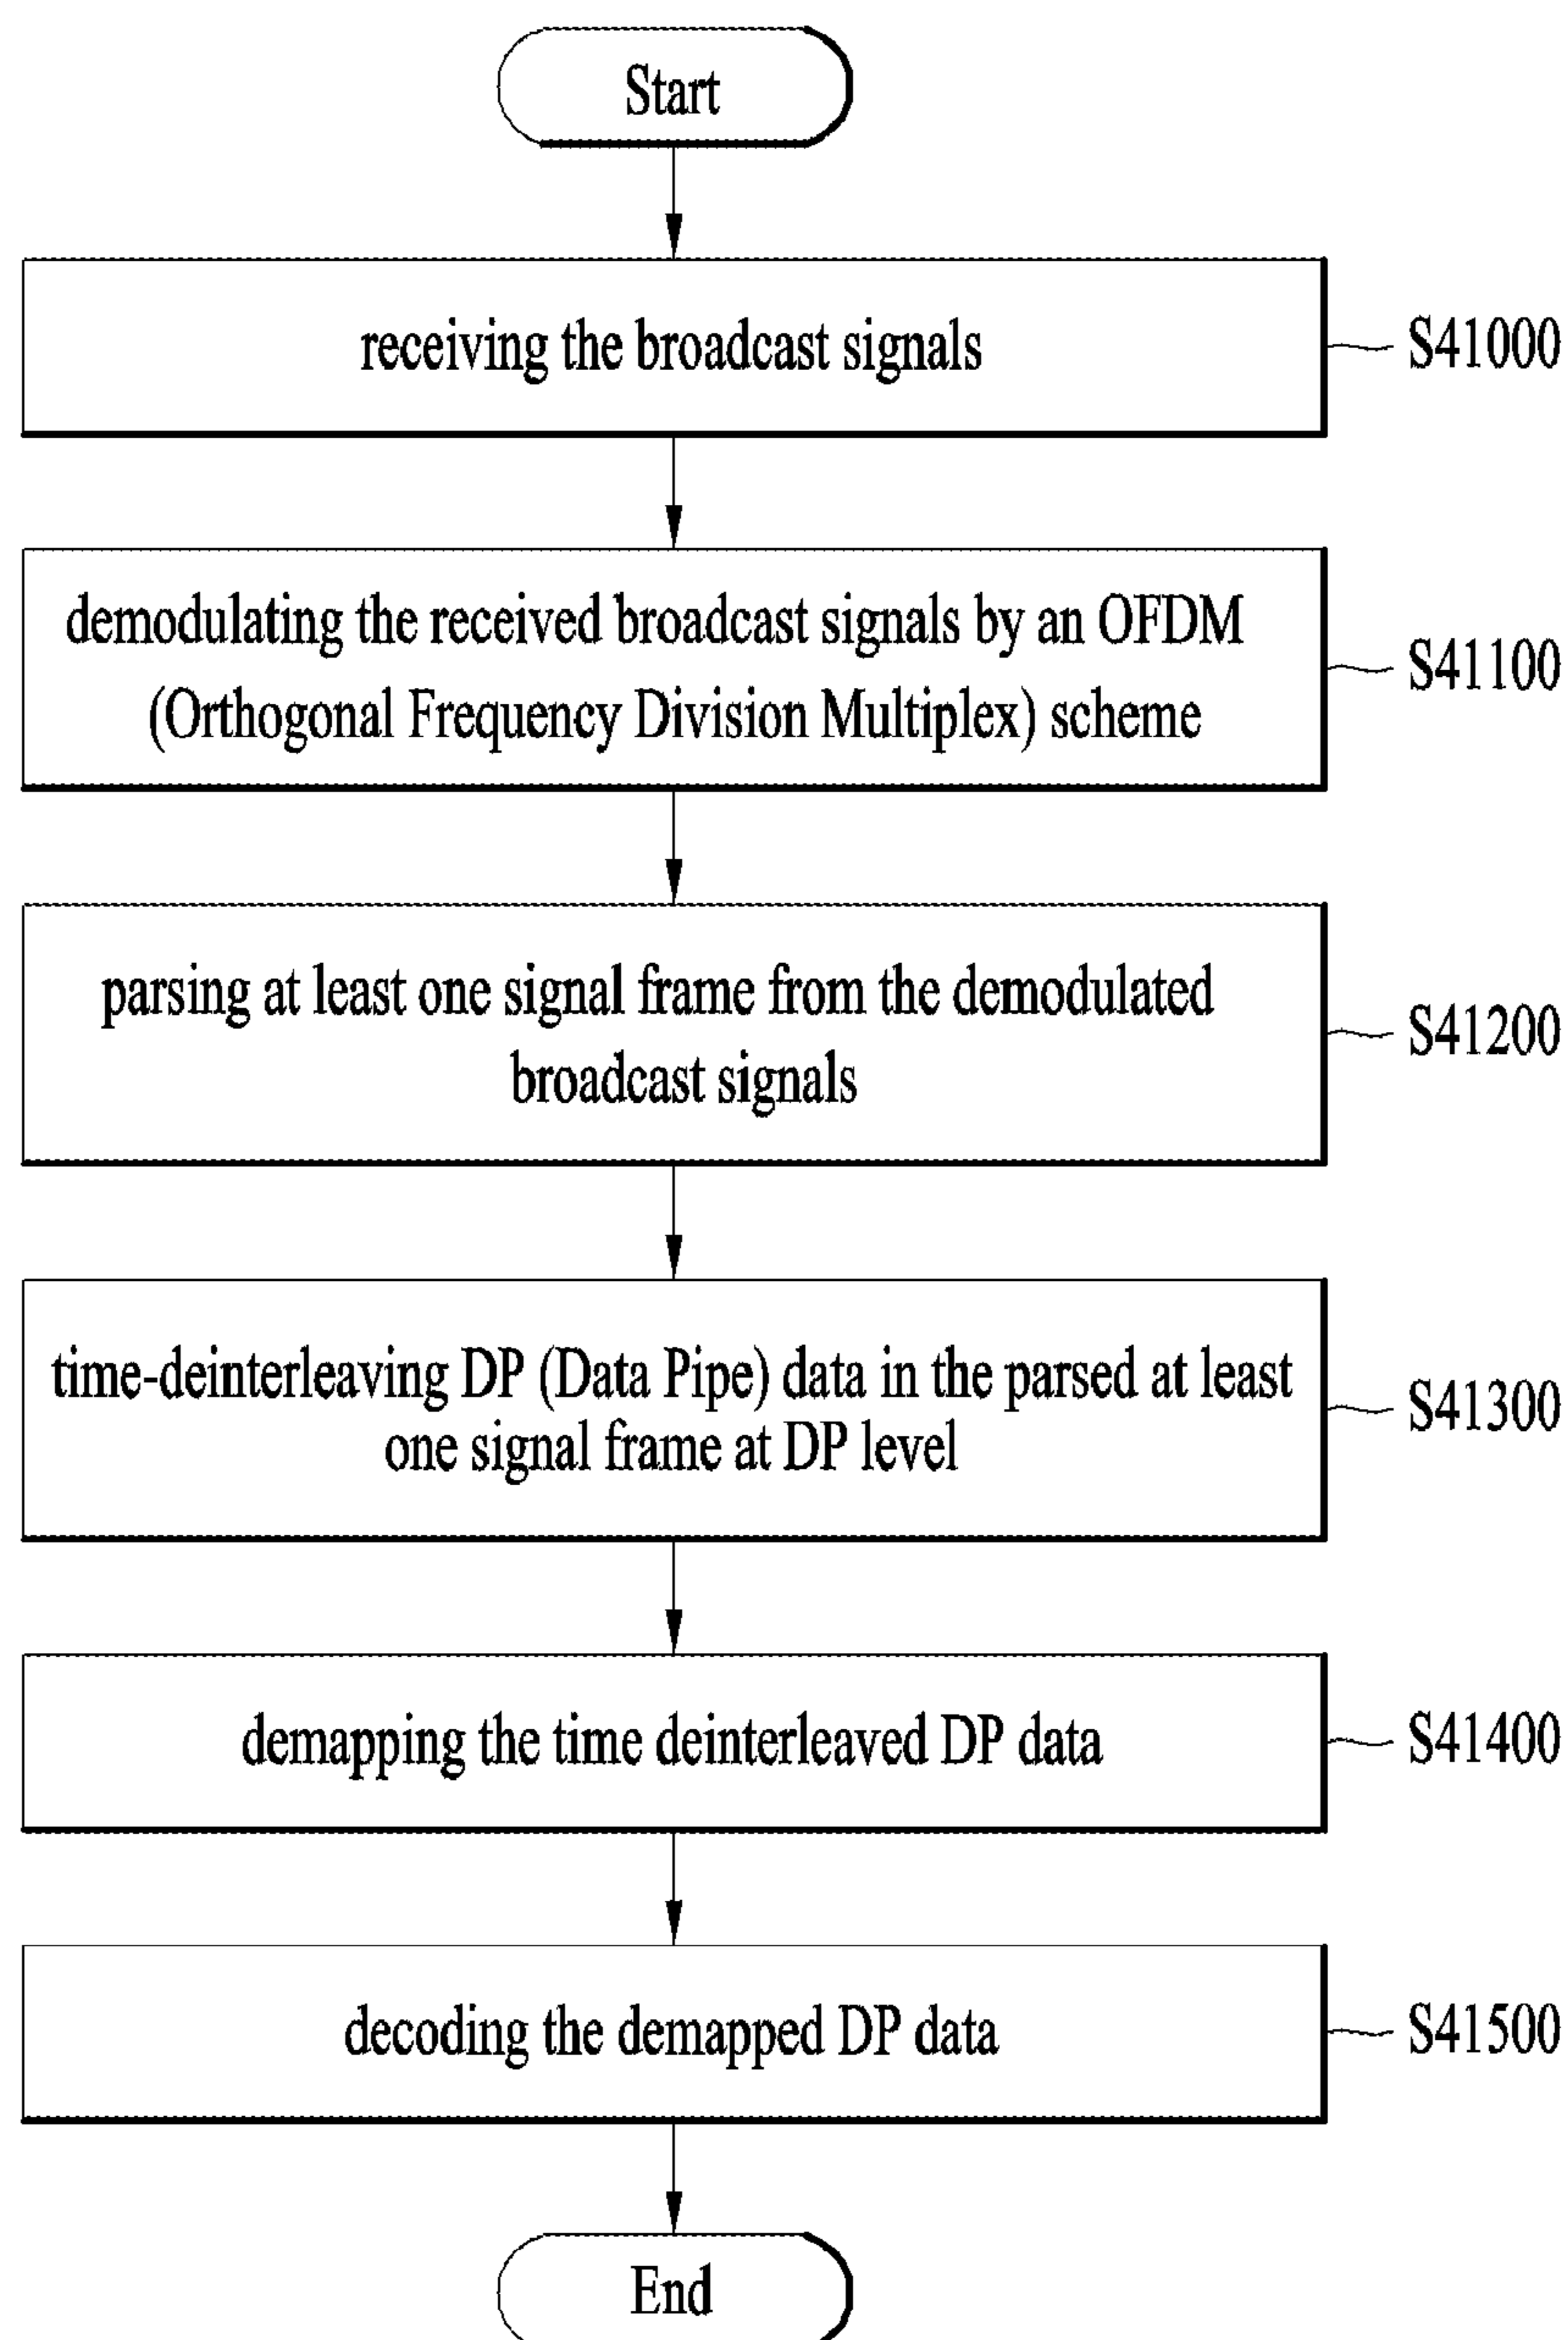 Start
receiving the broadcast signals
S41000
demodulating the received broadcast signals by an OFDM
(Orthogonal Frequency Division Multiplex) scheme
S41100
parsing at least one signal frame from the demodulated
broadcast signals
S41200
time-deinterleaving DP (Data Pipe) data in the parsed at least
one signal frame at DP level
S41300
demapping the time deinterleaved DP data
S41400
decoding the demapped DP data
S41500
End